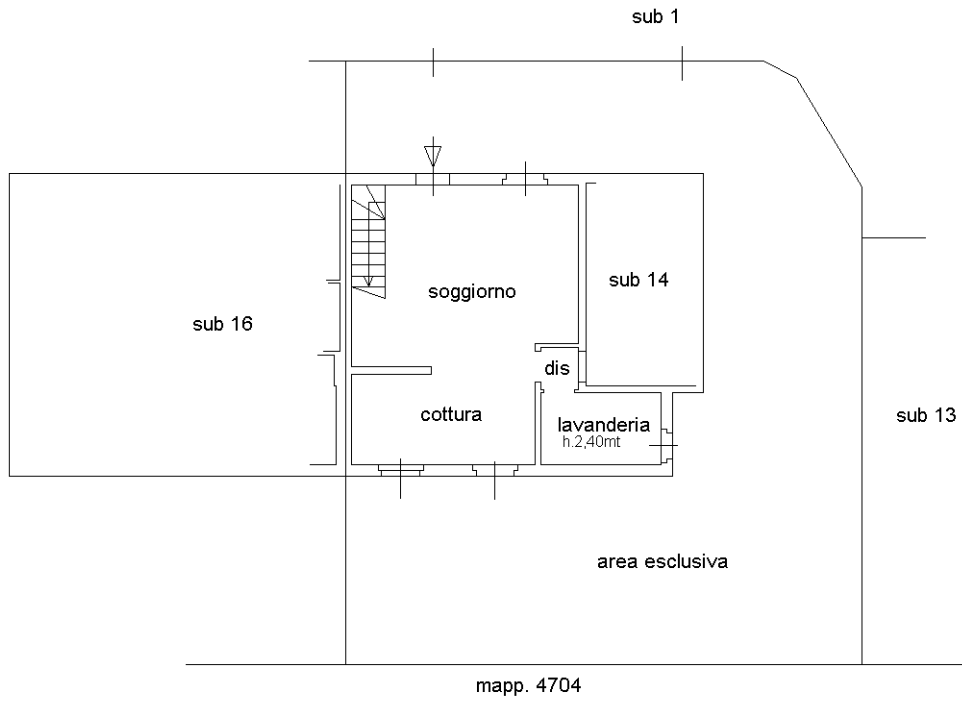 sub 1
soggiorno
sub 14
sub 16
dis
cottura
lavanderia
h.2,40mt
sub 13
area esclusiva
mapp. 4704